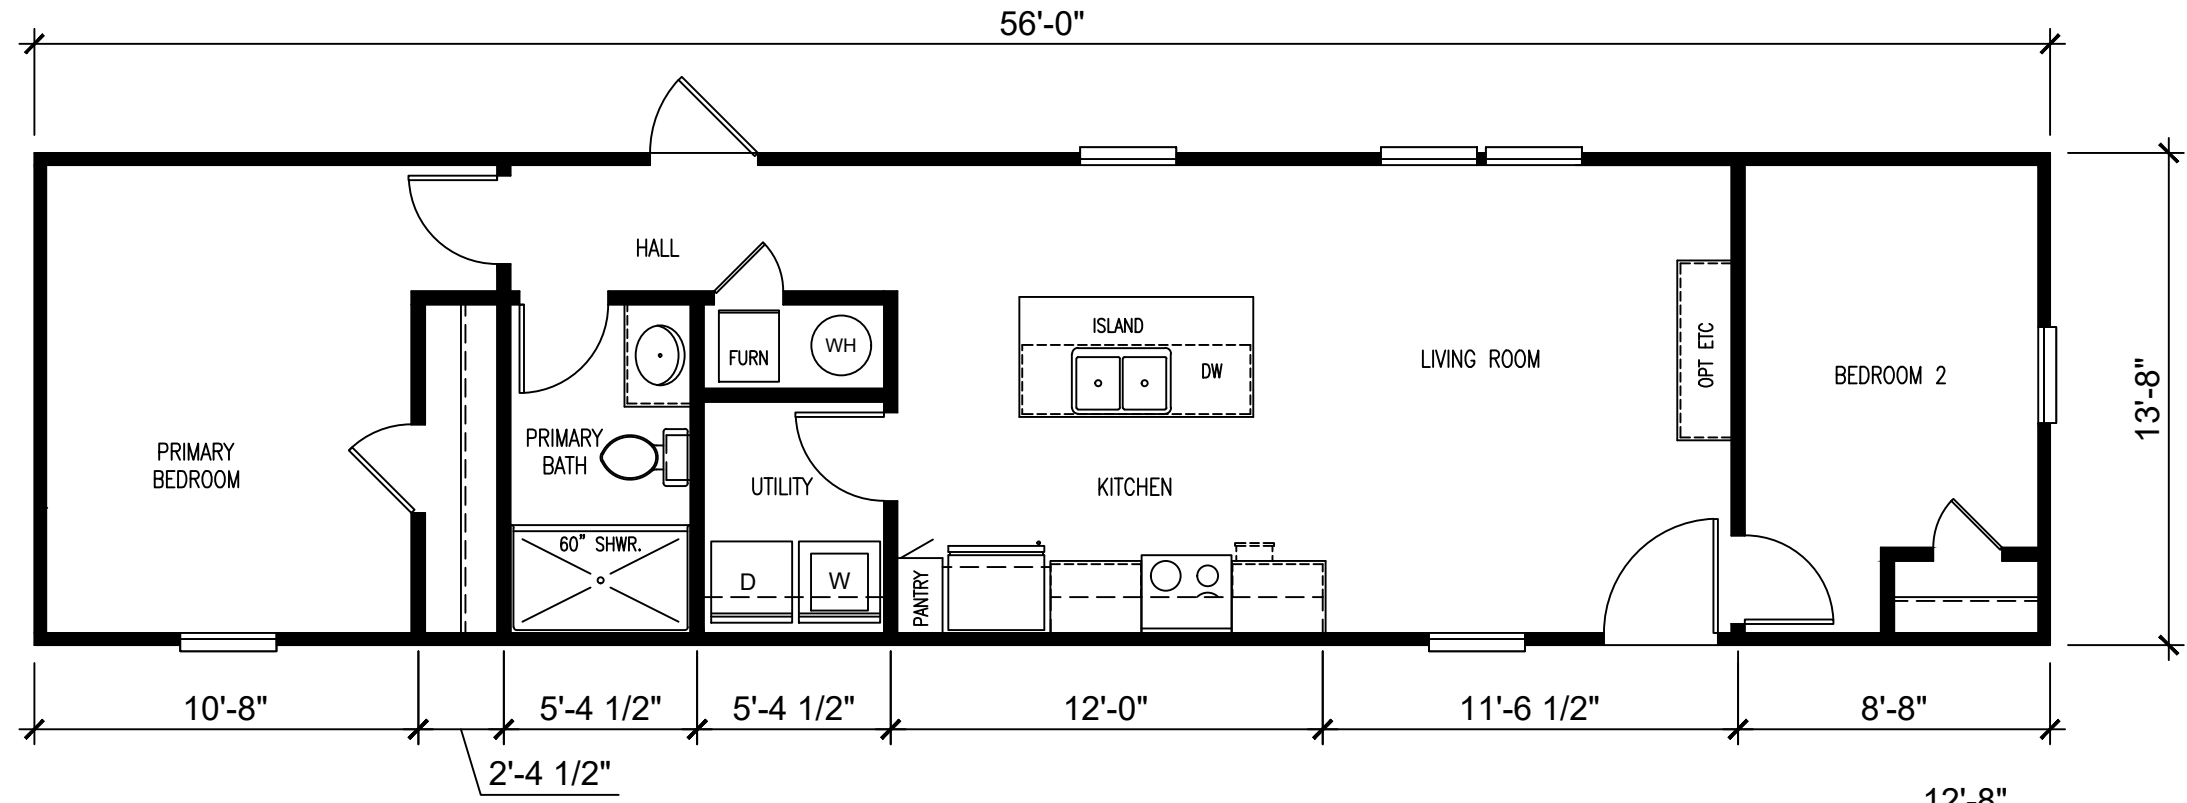 56'-0"
HALL
FURN
WH
ISLAND
DW
LIVING ROOM
OPT ETC
BEDROOM 2
13'-8"
PRIMARY
BEDROOM
PRIMARY
BATH
UTILITY
KITCHEN
60" SHWR.
D
W
PANTRY
10'-8"
5'-4 1/2"
5'-4 1/2"
12'-0"
11'-6 1/2"
8'-8"
2'-4 1/2"
12'-8"